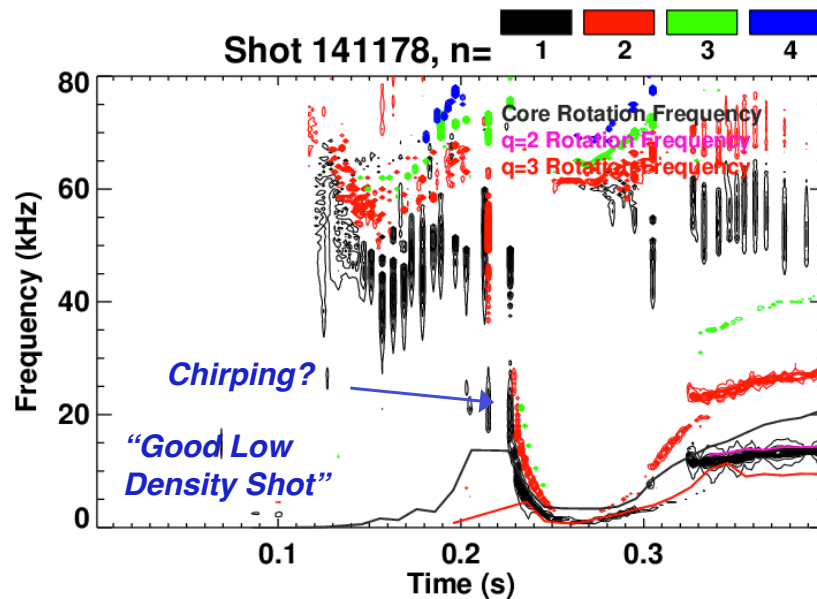 Shot 141178, n=
1 2 3 4
80
Core Rotation Frequency
q=2 Rotation Frequency
q=3 Rotation Frequency
60
40
20
0
Frequency (kHz)
Chirping?
“Good Low
Density Shot”
0.1 0.2 0.3
Time (s)